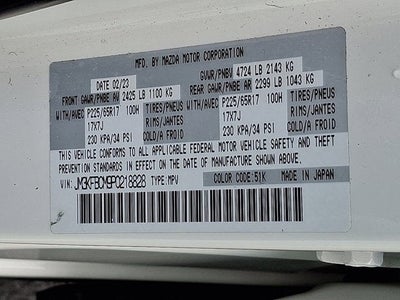 MFD. BY MAZDA MOTOR CORPORATION
DATE 02/23 GVWR/PNBV 4724 LB 2143 KG
FRONT GAWR/PNBE AV 2425 LB 1100 KG REAR GAWR/PNBE AR 2299 LB 1043 KG
WITH/AVEC P225/65R17 100H TIRES/PNEUS WITH/AVEC P225/65R17 100H TIRES/PNEUS
17X7J RIMS/JANTES 17X7J RIMS/JANTES
230 KPA/34 PSI COLD/A FROID 230 KPA/34 PSI COLD/A FROID
THIS VEHICLE CONFORMS TO ALL APPLICABLE FEDERAL MOTOR VEHICLE SAFETY AND THEFT
PREVENTION STANDARDS IN EFFECT ON THE DATE OF MANUFACTURE SHOWN ABOVE.
VIN: JM3KFBCM9P0218828 TYPE: MPV COLOR CODE: 51K MADE IN JAPAN